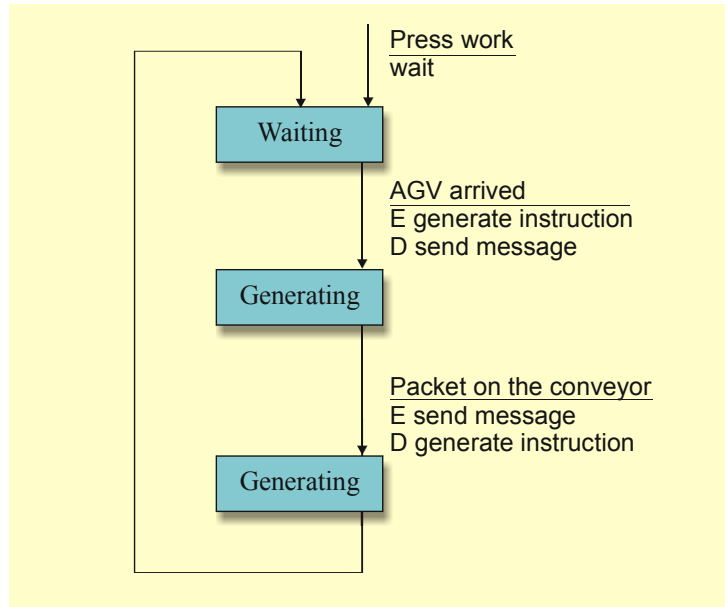 Press work
wait
Waiting
AGV arrived
E generate instruction
D send message
Generating
Packet on the conveyor
E send message
D generate instruction
Generating